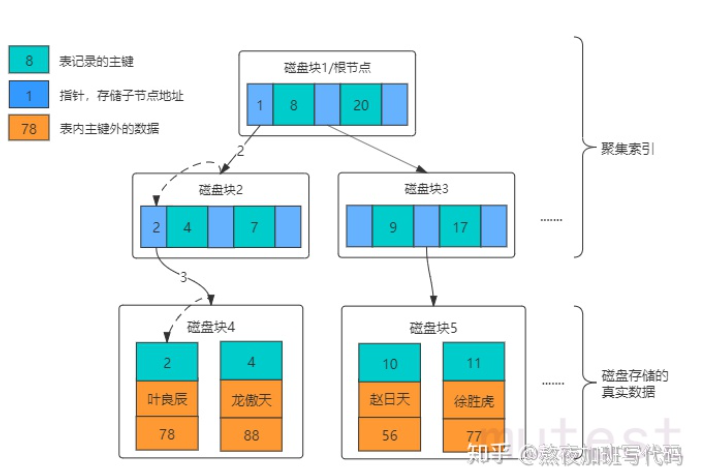 8 表记录的主键
1 指针，存储子节点地址
78 表内主键外的数据
磁盘块1/根节点
1 8 20
2
磁盘块2
2 4 7
磁盘块3
9 17
.......
聚集索引
3
磁盘块4
2 4
叶良辰 龙傲天
78 88
磁盘块5
10 11
赵日天 徐胜虎
56 77
.......
磁盘存储的
真实数据
mutest
知乎 @熬夜加班写代码